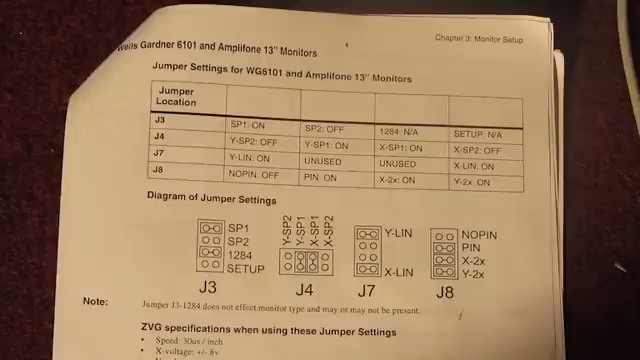 Chapter 3: Monitor Setup
Wells Gardner 6101 and Amplifone 13" Monitors
Jumper Settings for WG6101 and Amplifone 13" Monitors
Jumper Location
J3 SP1: ON SP2: OFF 1284: N/A SETUP: N/A
J4 Y-SP2: OFF Y-SP1: ON X-SP1: ON X-SP2: OFF
J7 Y-LIN: ON UNUSED UNUSED X-LIN: ON
J8 NOPIN: OFF PIN: ON X-2x: ON Y-2x: ON
Diagram of Jumper Settings
SP1
SP2
1284
SETUP
J3
Y-SP2
Y-SP1
X-SP1
X-SP2
J4
Y-LIN
X-LIN
J7
NOPIN
PIN
X-2x
Y-2x
J8
Note: Jumper J3-1284 does not effect monitor type and may or may not be present.
ZVG specifications when using these Jumper Settings
• Speed: 30us / inch.
• X-voltage: +/- 8v.